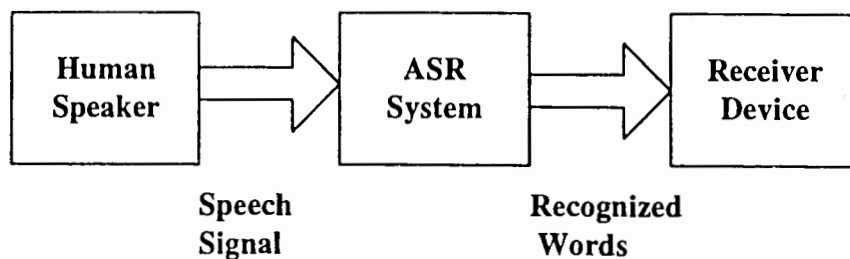 Human
Speaker
ASR
System
Receiver
Device
Speech
Signal
Recognized
Words